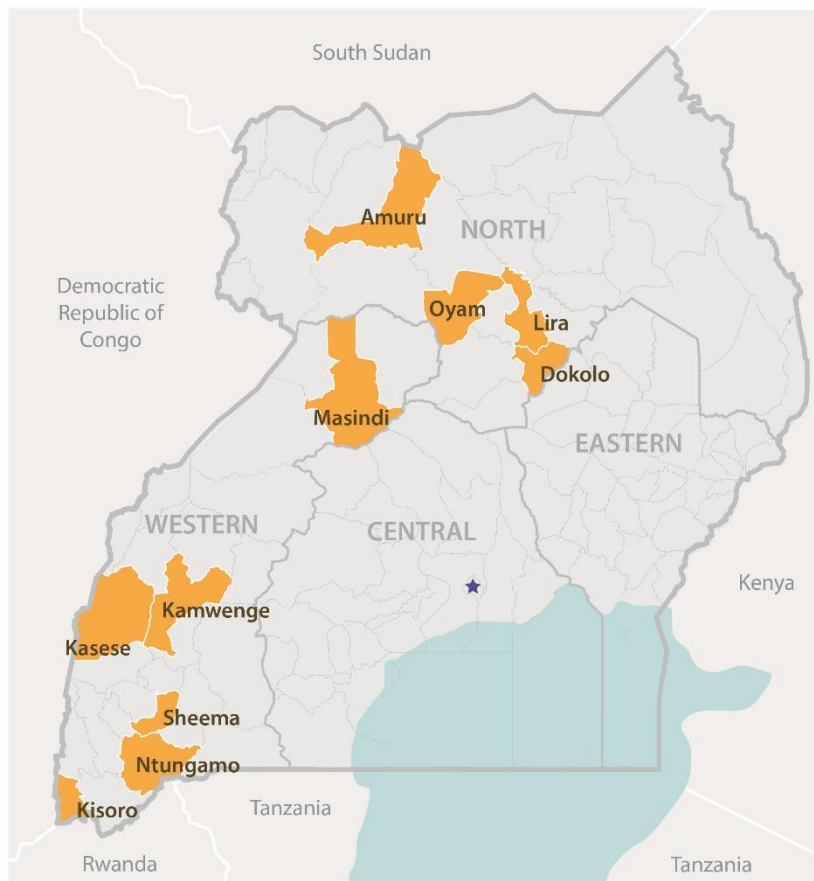 South Sudan
Amuru
NORTH
Democratic
Republic of
Congo
Oyam
Lira
Dokolo
Masindi
EASTERN
WESTERN
CENTRAL
Kenya
Kamwenge
Kasese
Sheema
Ntungamo
Kisoro
Tanzania
Rwanda
Tanzania